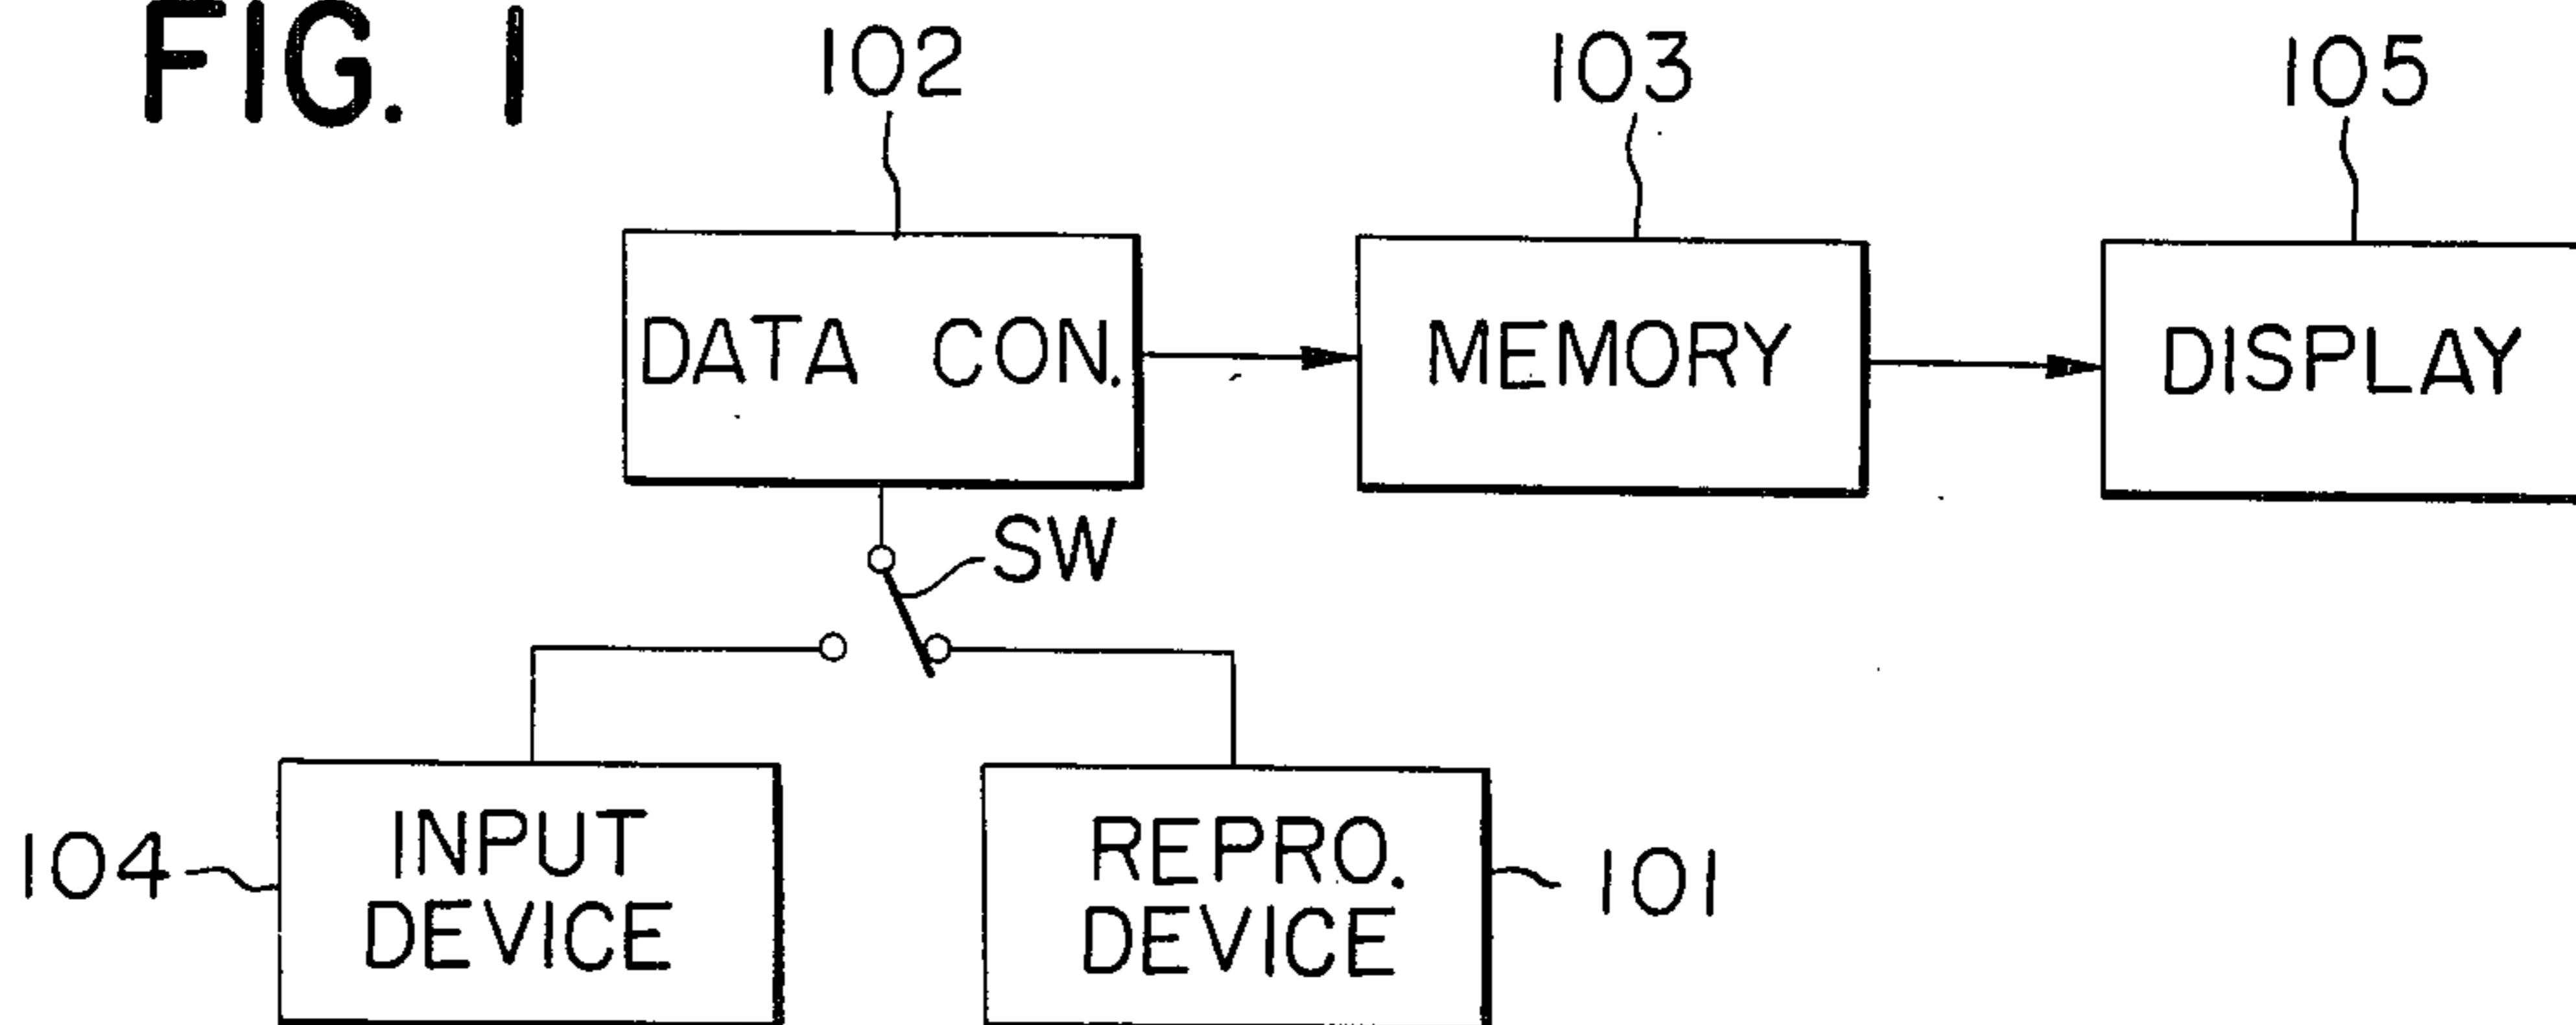 FIG. 1
102
103
105
DATA CON.
MEMORY
DISPLAY
SW
104
INPUT
DEVICE
REPRO.
DEVICE
101